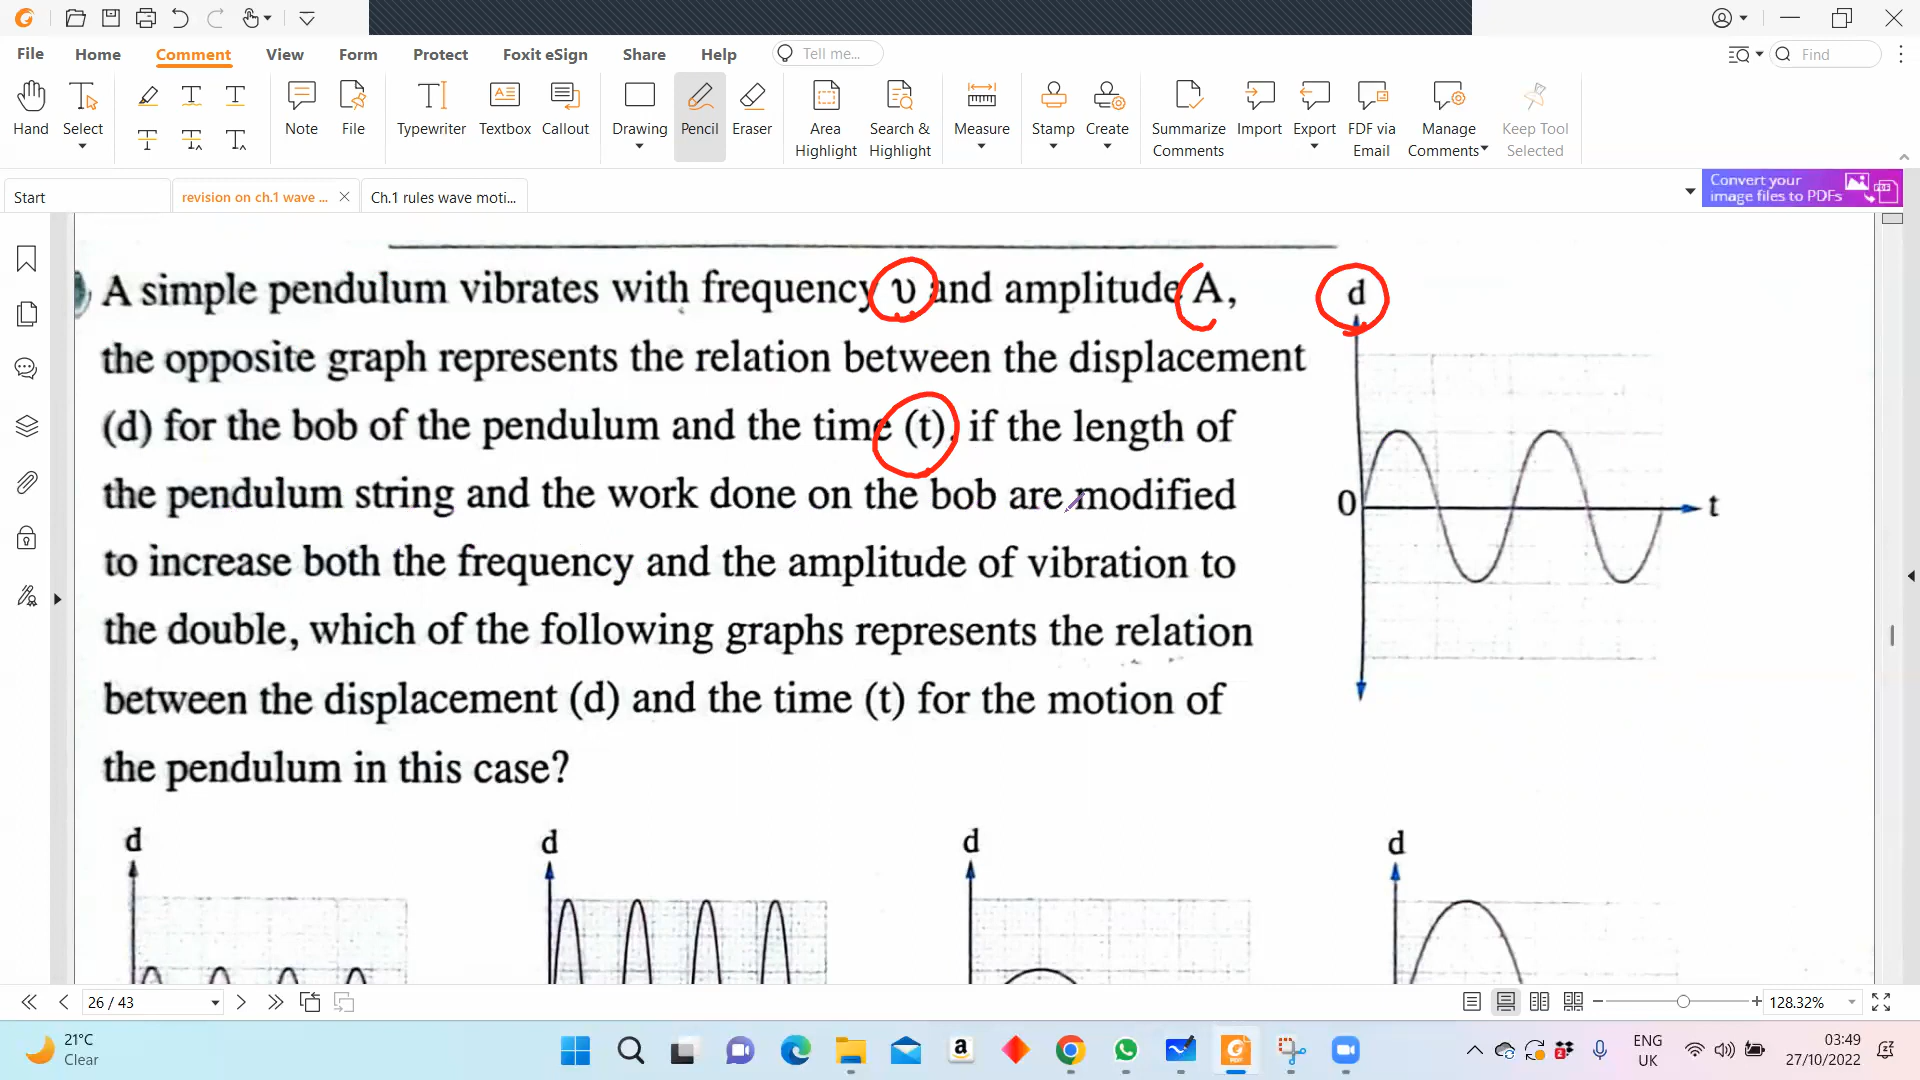 File
Home
Comment
View
Form
Protect
Foxit eSign
Share
Help
Tell me...
Find
Hand
Select
Note
File
Typewriter
Textbox
Callout
Drawing
Pencil
Eraser
Area Highlight
Search & Highlight
Measure
Stamp
Create
Summarize Comments
Import
Export
FDF via Email
Manage Comments
Keep Tool Selected
Start
revision on ch.1 wave ...
Ch.1 rules wave moti...
Convert your
image files to PDFs
A simple pendulum vibrates with frequency υ and amplitude A,
the opposite graph represents the relation between the displacement
(d) for the bob of the pendulum and the time (t), if the length of
the pendulum string and the work done on the bob are modified
to increase both the frequency and the amplitude of vibration to
the double, which of the following graphs represents the relation
between the displacement (d) and the time (t) for the motion of
the pendulum in this case?
d
0
t
d
d
d
d
26 / 43
128.32%
21°C
Clear
ENG
UK
03:49
27/10/2022